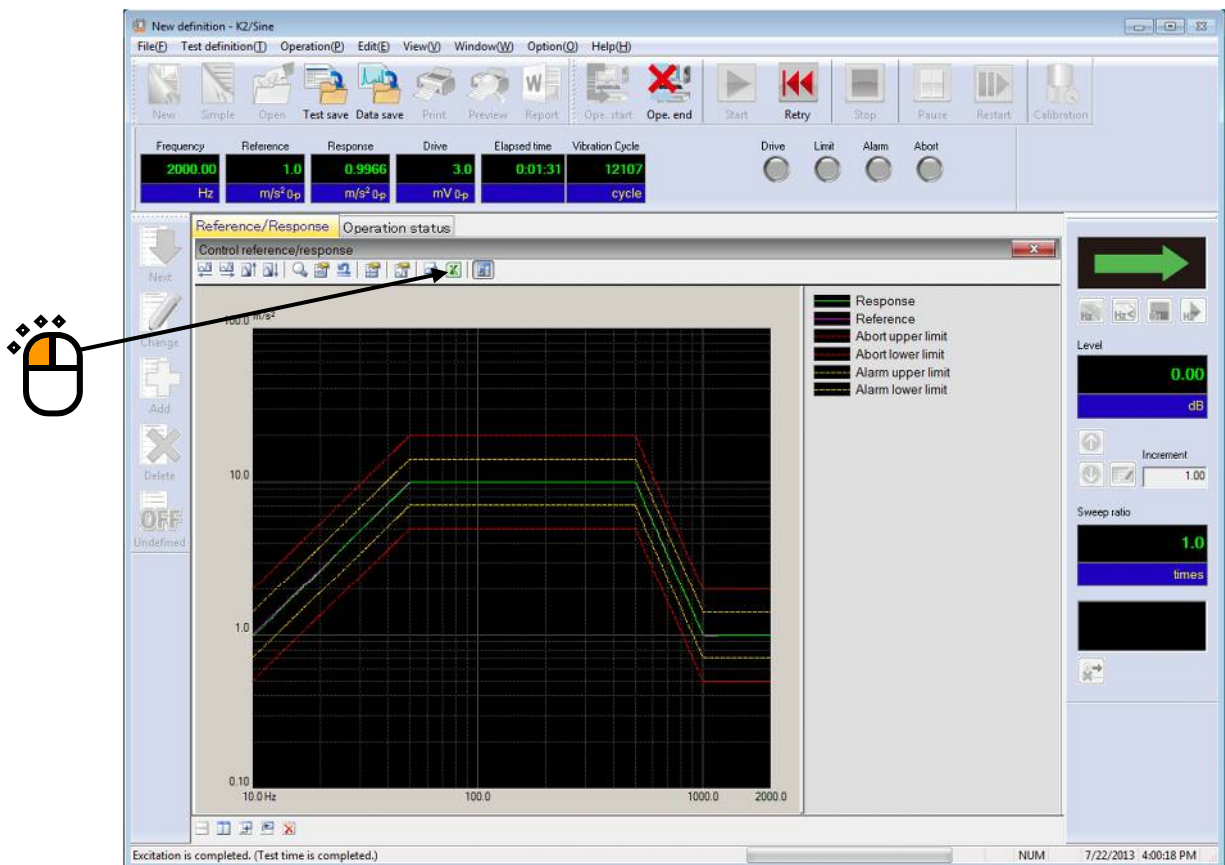 New definition - K2/Sine
File(F) Test definition(T) Operation(P) Edit(E) View(V) Window(W) Option(O) Help(H)
New Simple Open Test save Data save Print Preview Report Ope. start Ope. end Start Retry Stop Pause Restart Calibration
Frequency Reference Response Drive Elapsed time Vibration Cycle Drive Limit Alarm Abort
2000.00 1.0 0.9966 3.0 0:01:31 12107
Hz m/s² 0-p m/s² 0-p mV 0-p cycle
Reference/Response Operation status
Control reference/response
Next
Change
Add
Delete
OFF
Undefined
100.0 m/s²
10.0
1.0
0.10
10.0 Hz 100.0 1000.0 2000.0
Response
Reference
Abort upper limit
Abort lower limit
Alarm upper limit
Alarm lower limit
Hz Hz Hz
Level
0.00
dB
Increment
1.00
Sweep ratio
1.0
times
Excitation is completed. (Test time is completed.) NUM 7/22/2013 4:00:18 PM